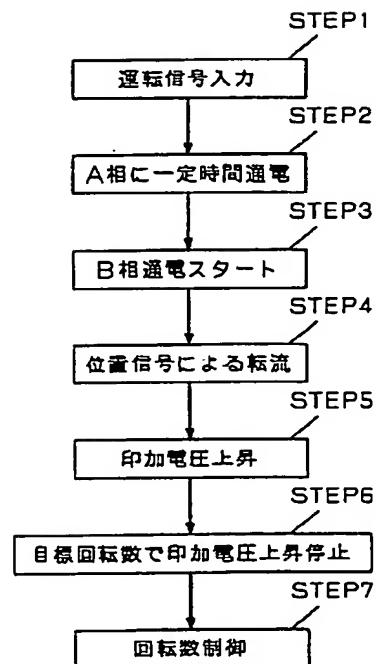 STEP1
運転信号入力
STEP2
A相に一定時間通電
STEP3
B相通電スタート
STEP4
位置信号による転流
STEP5
印加電圧上昇
STEP6
目標回転数で印加電圧上昇停止
STEP7
回転数制御